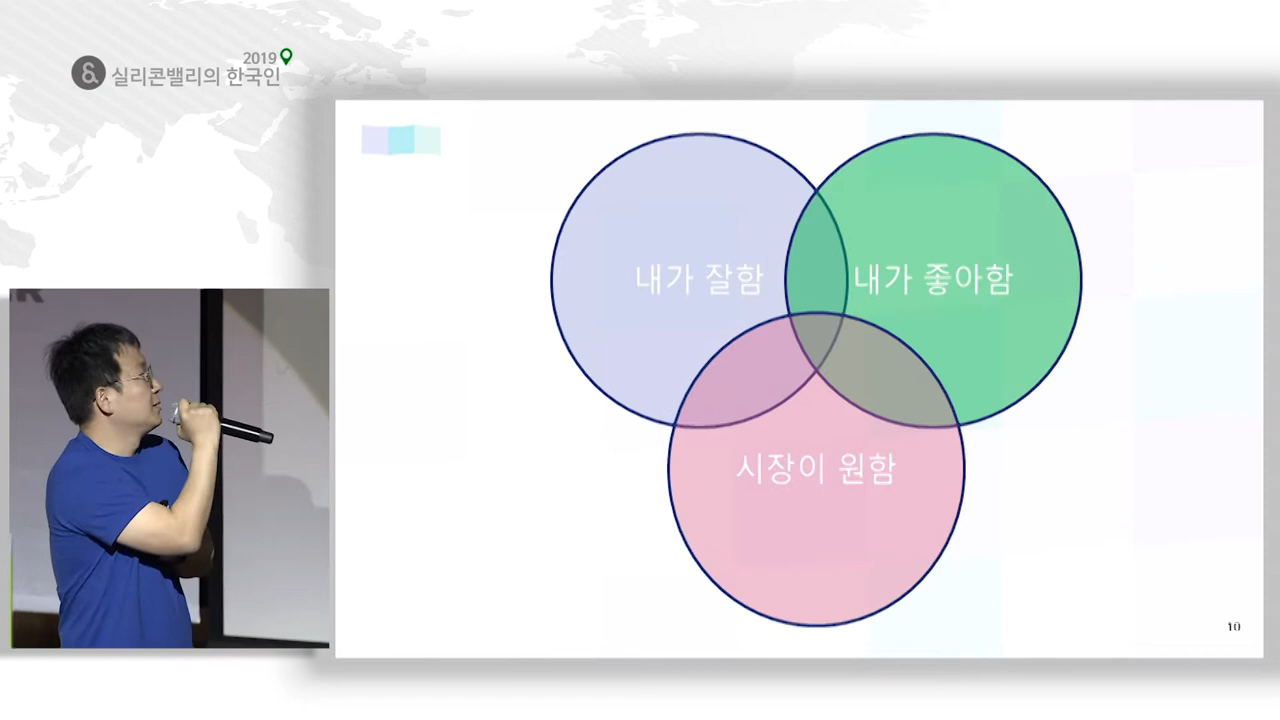 2019
& 실리콘밸리의 한국인
내가 잘함
내가 좋아함
시장이 원함
10